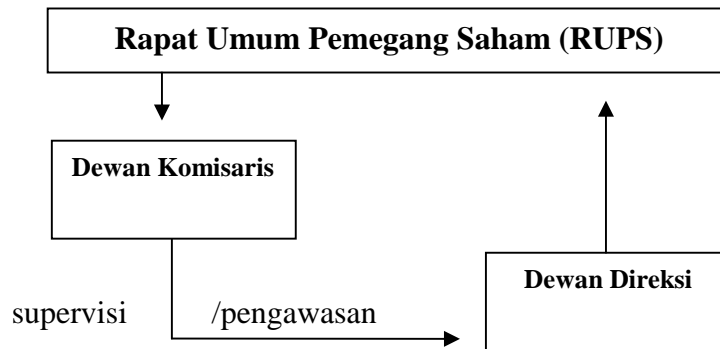 Rapat Umum Pemegang Saham (RUPS)
Dewan Komisaris
Dewan Direksi
supervisi /pengawasan